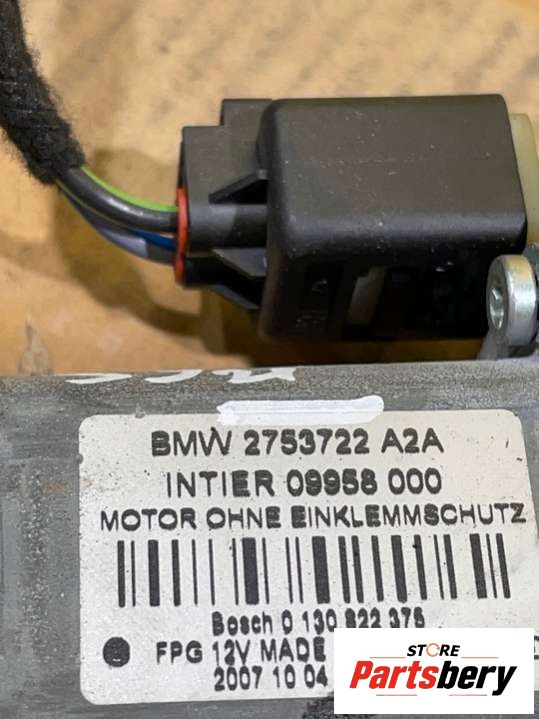 BMW 2753722 A2A
INTIER 09958 000
MOTOR OHNE EINKLEMMSCHUTZ
Bosch 0 130 822 376
FPG 12V MADE
2007 10 04
STORE
Partsbery